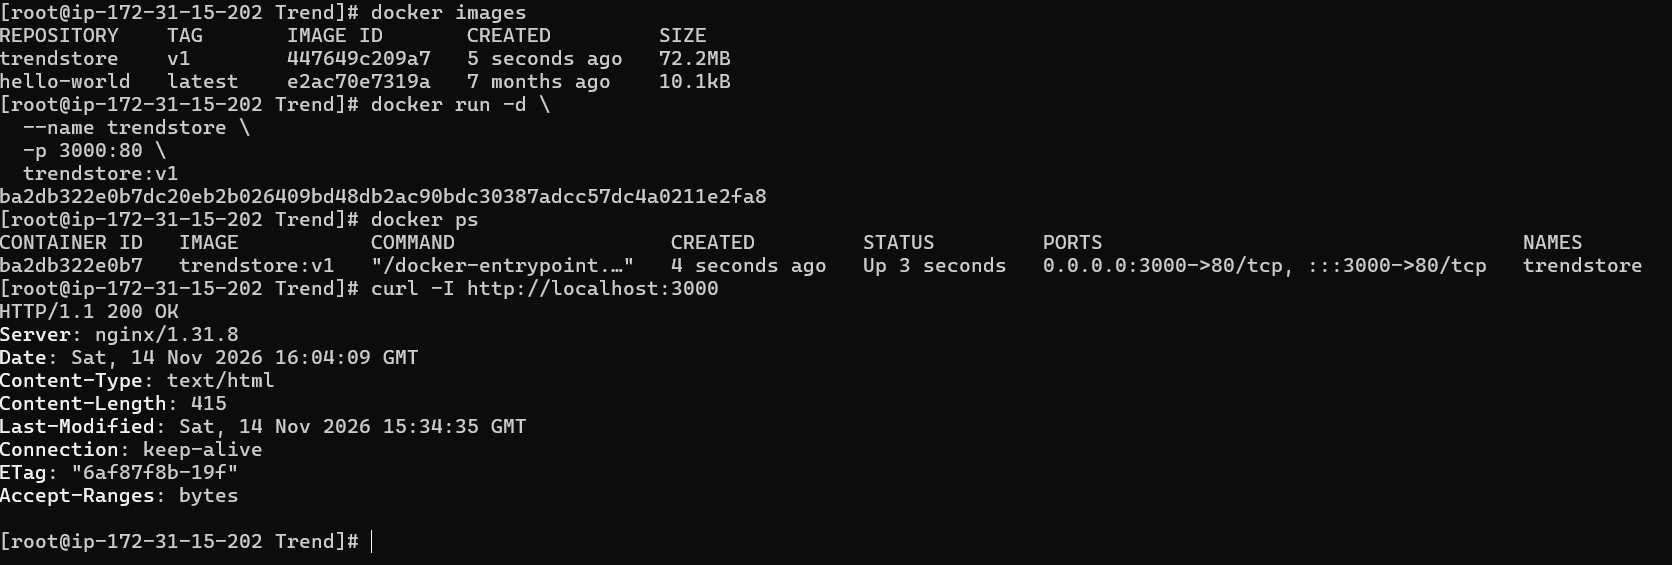 [root@ip-172-31-15-202 Trend]# docker images
REPOSITORY    TAG       IMAGE ID       CREATED         SIZE
trendstore    v1        447649c209a7   5 seconds ago   72.2MB
hello-world   latest    e2ac70e7319a   7 months ago    10.1kB
[root@ip-172-31-15-202 Trend]# docker run -d \
  --name trendstore \
  -p 3000:80 \
  trendstore:v1
ba2db322e0b7dc20eb2b026409bd48db2ac90bdc30387adcc57dc4a0211e2fa8
[root@ip-172-31-15-202 Trend]# docker ps
CONTAINER ID   IMAGE           COMMAND                  CREATED         STATUS         PORTS                                   NAMES
ba2db322e0b7   trendstore:v1   "/docker-entrypoint.…"   4 seconds ago   Up 3 seconds   0.0.0.0:3000->80/tcp, :::3000->80/tcp   trendstore
[root@ip-172-31-15-202 Trend]# curl -I http://localhost:3000
HTTP/1.1 200 OK
Server: nginx/1.31.8
Date: Sat, 14 Nov 2026 16:04:09 GMT
Content-Type: text/html
Content-Length: 415
Last-Modified: Sat, 14 Nov 2026 15:34:35 GMT
Connection: keep-alive
ETag: "6af87f8b-19f"
Accept-Ranges: bytes

[root@ip-172-31-15-202 Trend]#